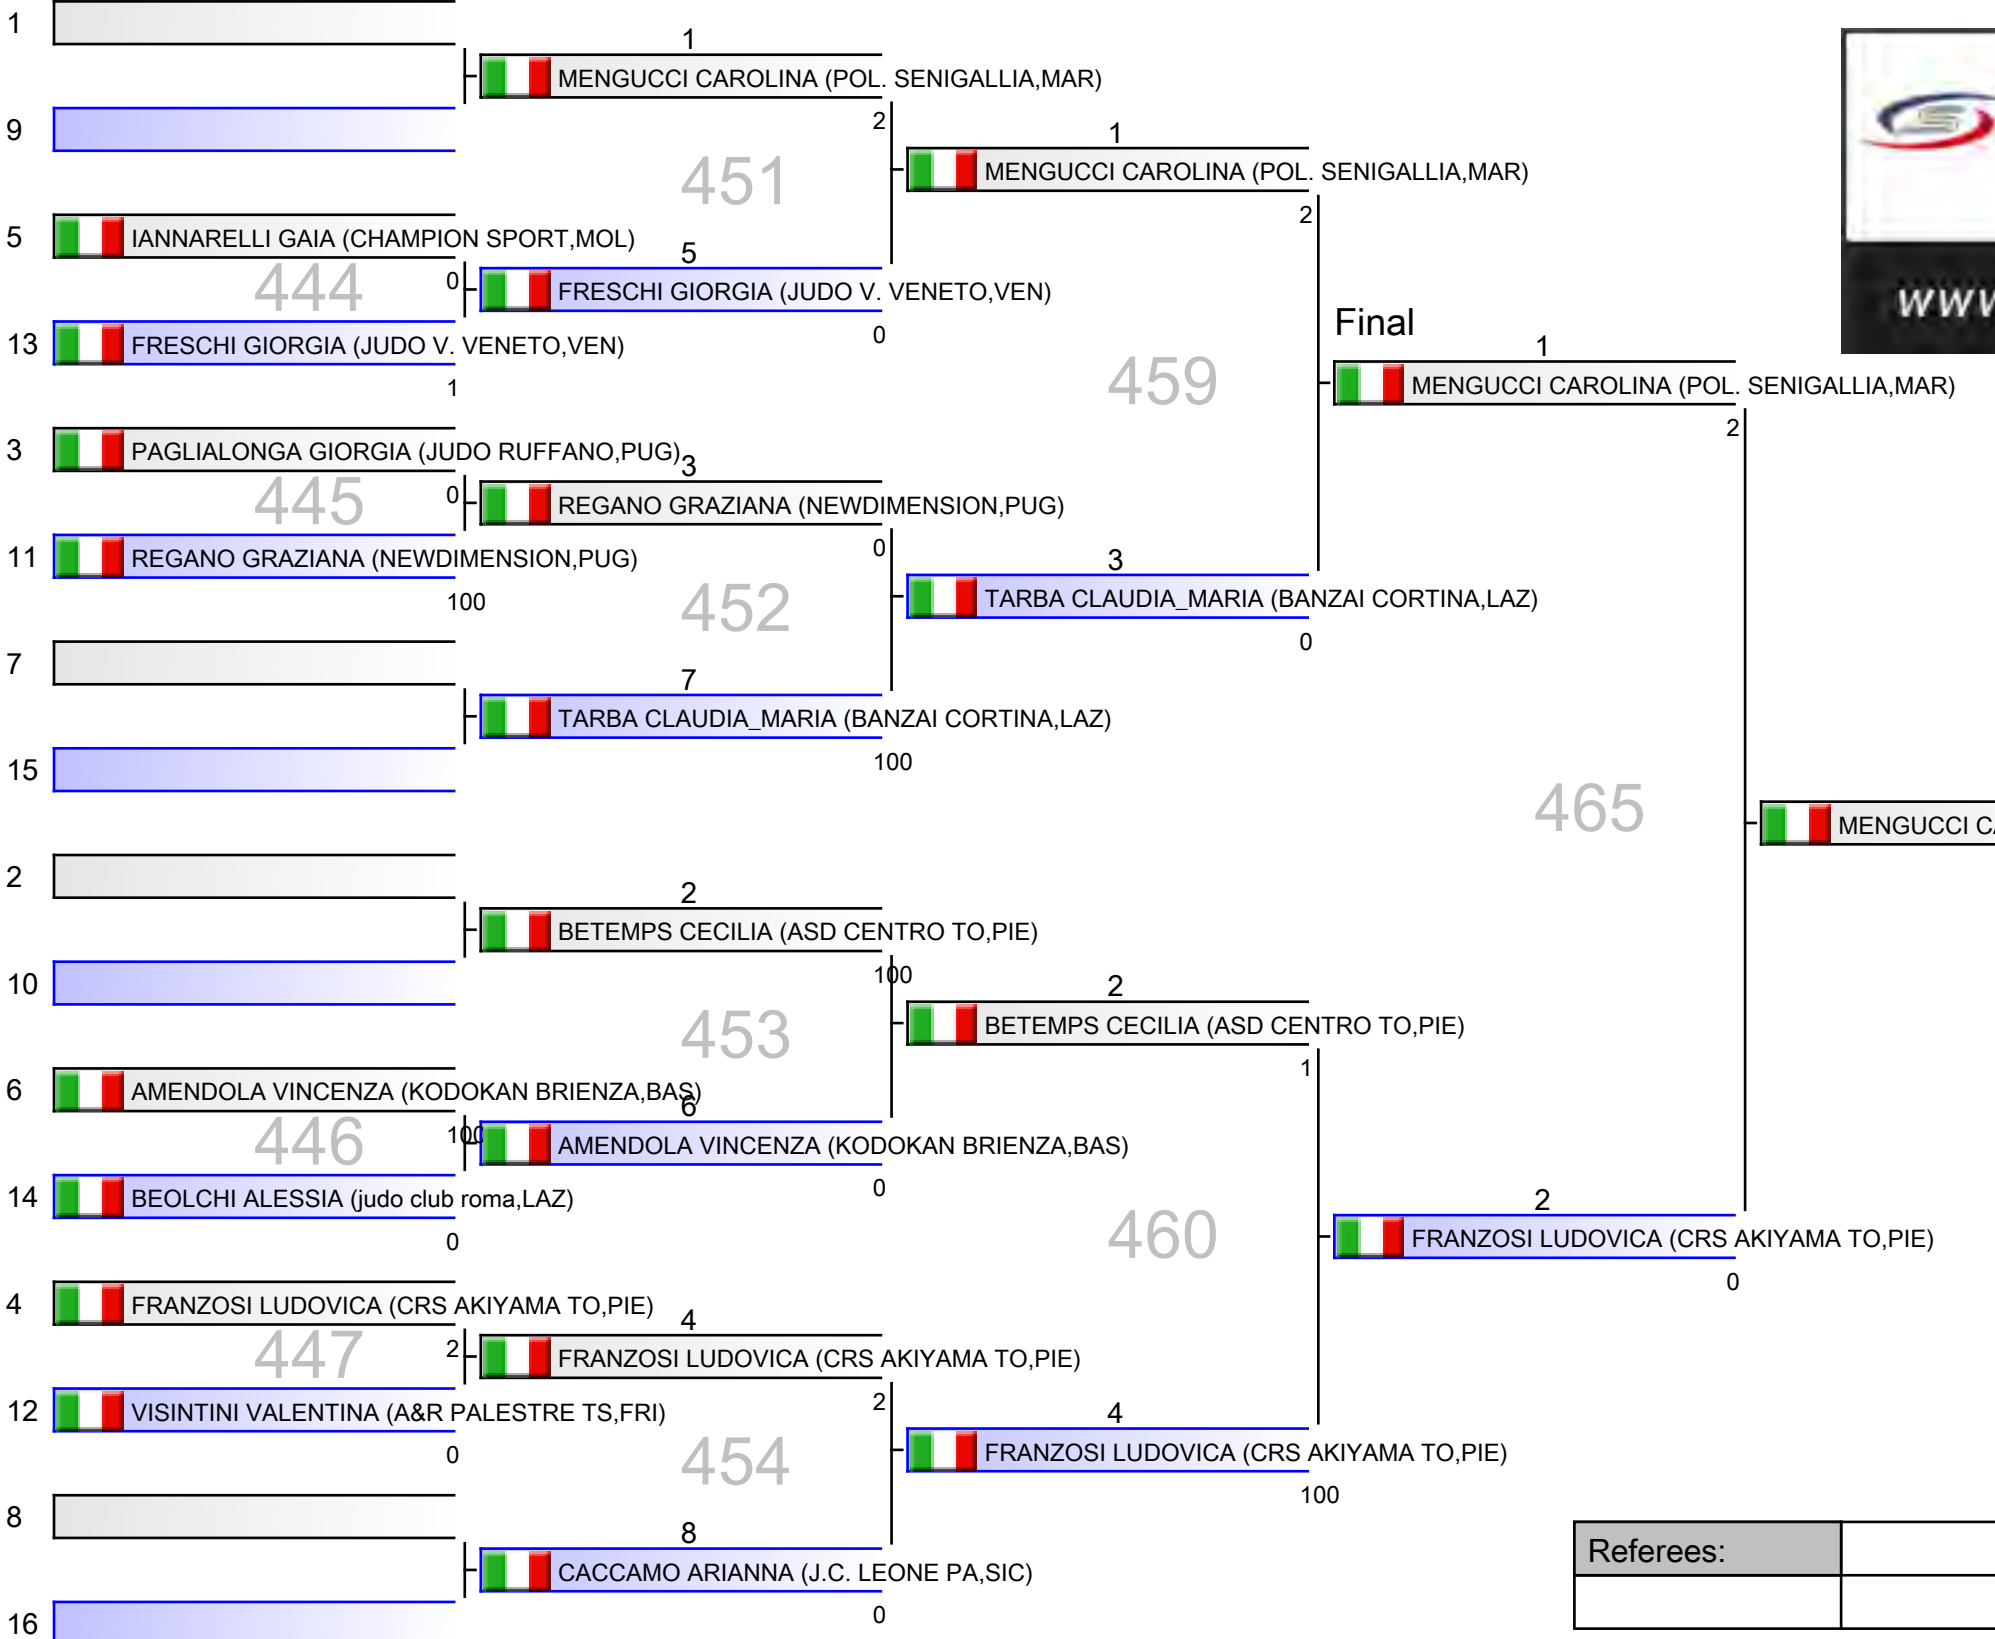 1
1
MENGUCCI CAROLINA (POL. SENIGALLIA,MAR)
9
2
1
451
MENGUCCI CAROLINA (POL. SENIGALLIA,MAR)
2
5
IANNARELLI GAIA (CHAMPION SPORT,MOL)
5
444
0
FRESCHI GIORGIA (JUDO V. VENETO,VEN)
WWW
13
FRESCHI GIORGIA (JUDO V. VENETO,VEN)
0
Final
1
1
459
MENGUCCI CAROLINA (POL. SENIGALLIA,MAR)
2
3
PAGLIALONGA GIORGIA (JUDO RUFFANO,PUG)
3
445
0
REGANO GRAZIANA (NEWDIMENSION,PUG)
11
REGANO GRAZIANA (NEWDIMENSION,PUG)
0
3
100
452
TARBA CLAUDIA_MARIA (BANZAI CORTINA,LAZ)
0
7
7
TARBA CLAUDIA_MARIA (BANZAI CORTINA,LAZ)
15
100
465
MENGUCCI CA
2
2
BETEMPS CECILIA (ASD CENTRO TO,PIE)
10
100
2
453
BETEMPS CECILIA (ASD CENTRO TO,PIE)
1
6
AMENDOLA VINCENZA (KODOKAN BRIENZA,BAS)
6
446
100
AMENDOLA VINCENZA (KODOKAN BRIENZA,BAS)
14
BEOLCHI ALESSIA (judo club roma,LAZ)
0
2
0
460
FRANZOSI LUDOVICA (CRS AKIYAMA TO,PIE)
0
4
FRANZOSI LUDOVICA (CRS AKIYAMA TO,PIE)
4
447
2
FRANZOSI LUDOVICA (CRS AKIYAMA TO,PIE)
12
VISINTINI VALENTINA (A&R PALESTRE TS,FRI)
2
4
0
454
FRANZOSI LUDOVICA (CRS AKIYAMA TO,PIE)
100
8
8
CACCAMO ARIANNA (J.C. LEONE PA,SIC)
16
0
Referees: